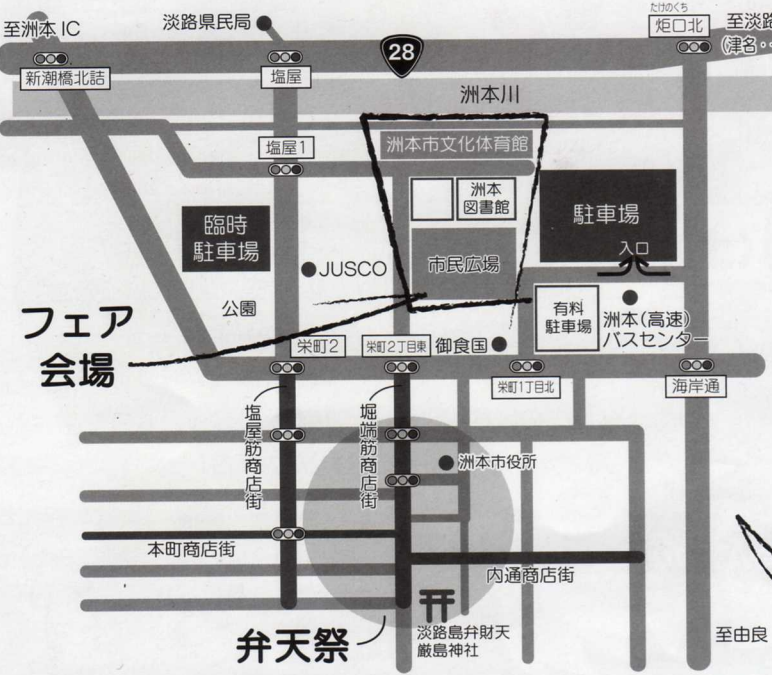 至洲本IC
淡路県民局
28
たけのくち
炬口北
至淡路
(津名・・
新潮橋北詰
塩屋
洲本川
塩屋1
洲本市文化体育館
洲本
図書館
駐車場
入口
臨時
駐車場
JUSCO
市民広場
公園
有料
駐車場
洲本(高速)
バスセンター
フェア
会場
栄町2
栄町2丁目東
御食国
栄町1丁目北
海岸通
塩屋筋商店街
堀端筋商店街
洲本市役所
本町商店街
内通商店街
弁天祭
淡路島弁財天
厳島神社
至由良